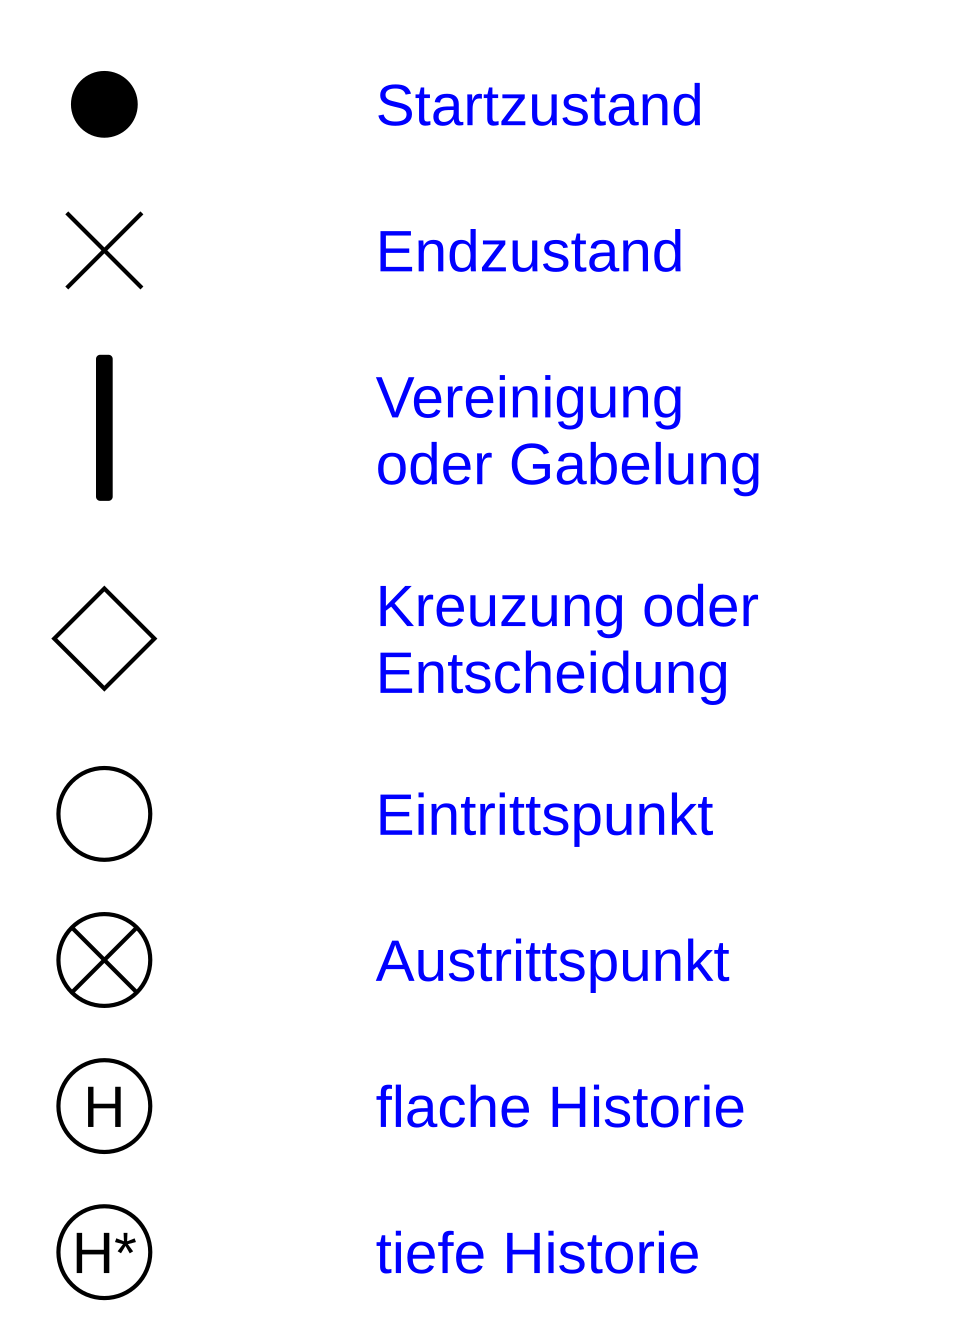 Startzustand
Endzustand
Vereinigung
oder Gabelung
Kreuzung oder
Entscheidung
Eintrittspunkt
Austrittspunkt
H flache Historie
H* tiefe Historie